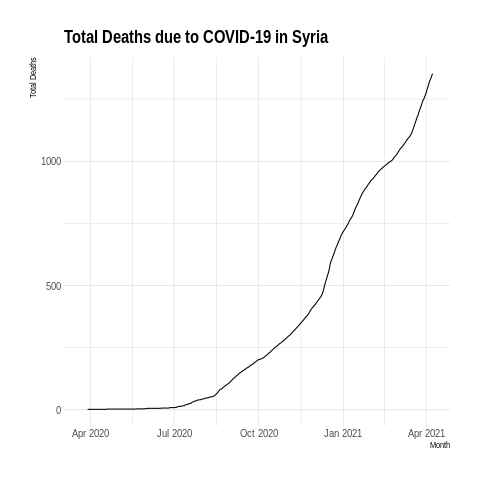 Total Deaths due to COVID-19 in Syria
Total Deaths
1000
500
0
Apr 2020 Jul 2020 Oct 2020 Jan 2021 Apr 2021
Month